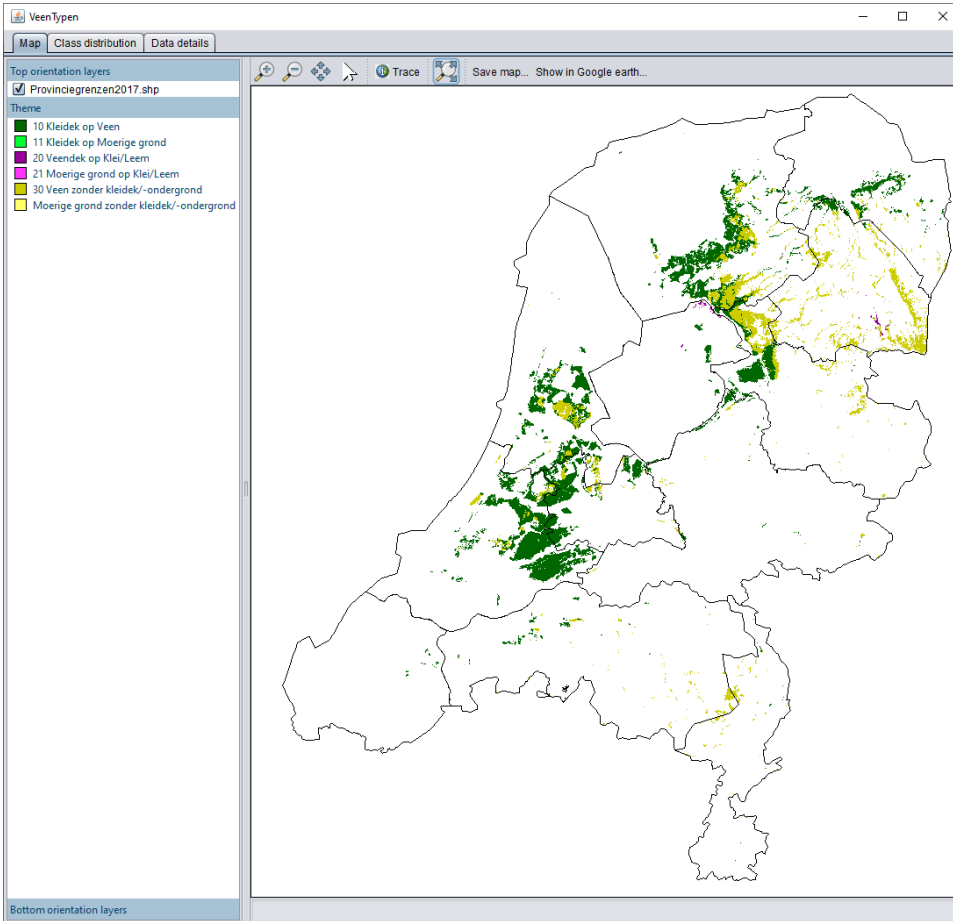 VeenTypen
Map Class distribution Data details
Top orientation layers
Provinciegrenzen2017.shp
Theme
10 Kleidek op Veen
11 Kleidek op Moerige grond
20 Veendek op Klei/Leem
21 Moerige grond op Klei/Leem
30 Veen zonder kleidek/-ondergrond
Moerige grond zonder kleidek/-ondergrond
Bottom orientation layers
Trace Save map... Show in Google earth...